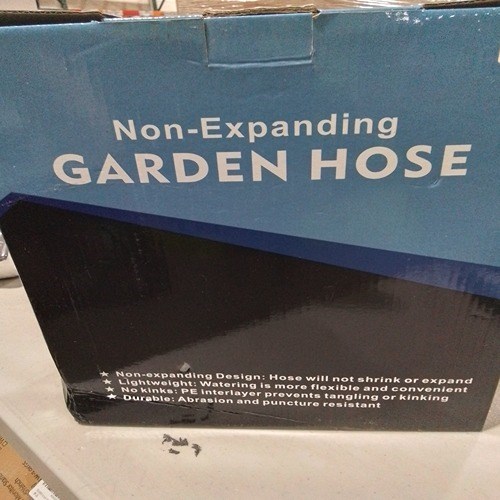 Non-Expanding
GARDEN HOSE
★ Non-expanding Design: Hose will not shrink or expand
★ Lightweight: Watering is more flexible and convenient
★ No kinks: PE interlayer prevents tangling or kinking
★ Durable: Abrasion and puncture resistant